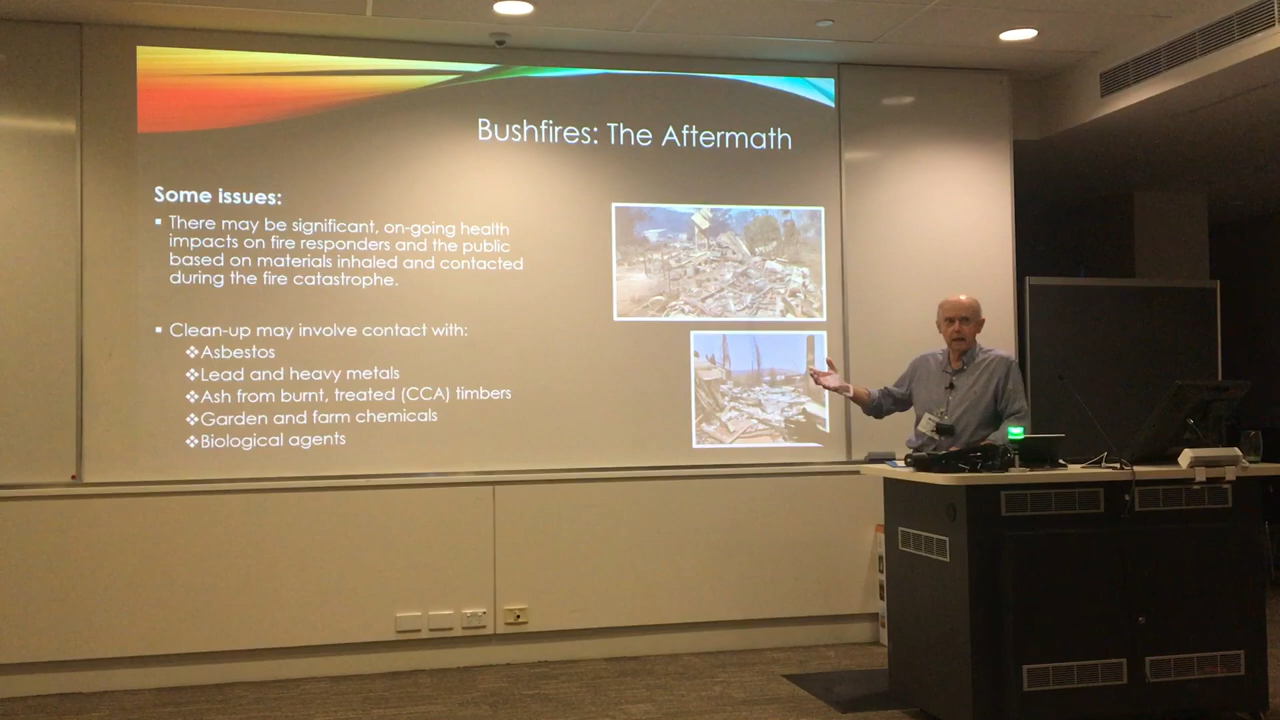 Bushfires: The Aftermath
Some issues:
▪ There may be significant, on-going health
impacts on fire responders and the public
based on materials inhaled and contacted
during the fire catastrophe.
▪ Clean-up may involve contact with:
❖Asbestos
❖Lead and heavy metals
❖Ash from burnt, treated (CCA) timbers
❖Garden and farm chemicals
❖Biological agents